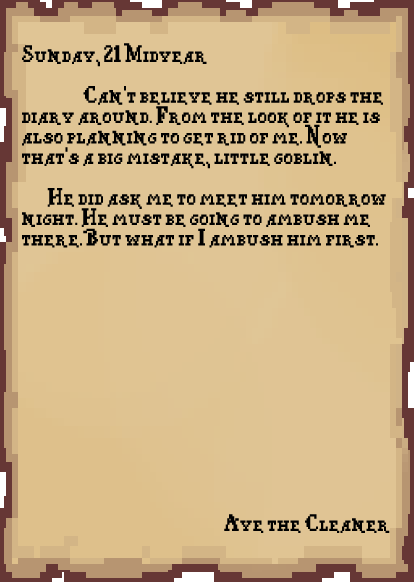 Sunday, 21 Midyear
Can't believe he still drops the
diary around. From the look of it he is
also planning to get rid of me. Now
that's a big mistake, little goblin.
He did ask me to meet him tomorrow
night. He must be going to ambush me
there. But what if I ambush him first.
Aye the Cleaner